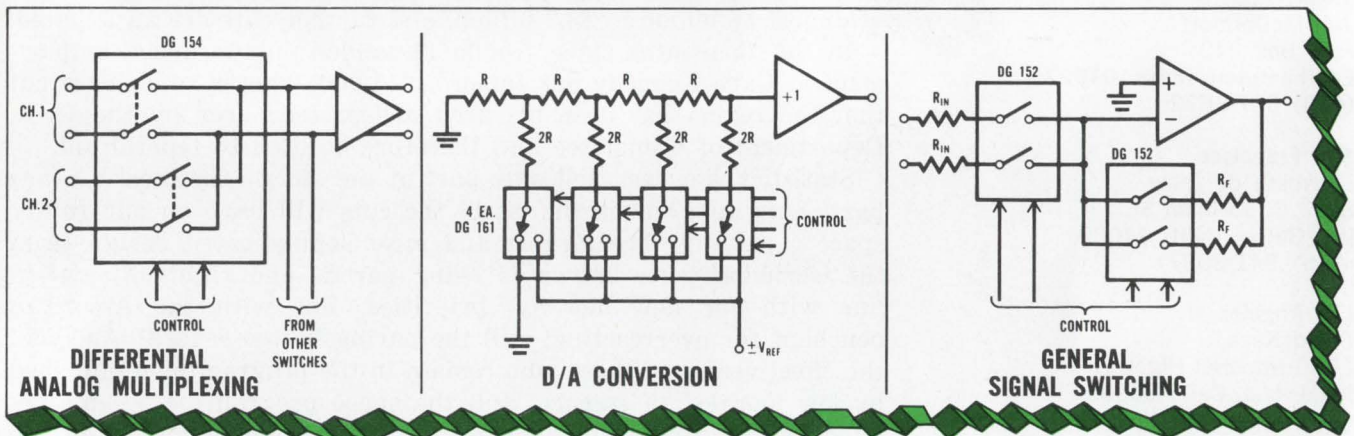 DG 154
CH.1
CH.2
CONTROL
FROM
OTHER
SWITCHES
DIFFERENTIAL
ANALOG MULTIPLEXING
R R R R
+1
2R 2R 2R 2R
4 EA.
DG 161
CONTROL
±VREF
D/A CONVERSION
DG 152
RIN
RIN
+
−
DG 152
RF
RF
CONTROL
GENERAL
SIGNAL SWITCHING